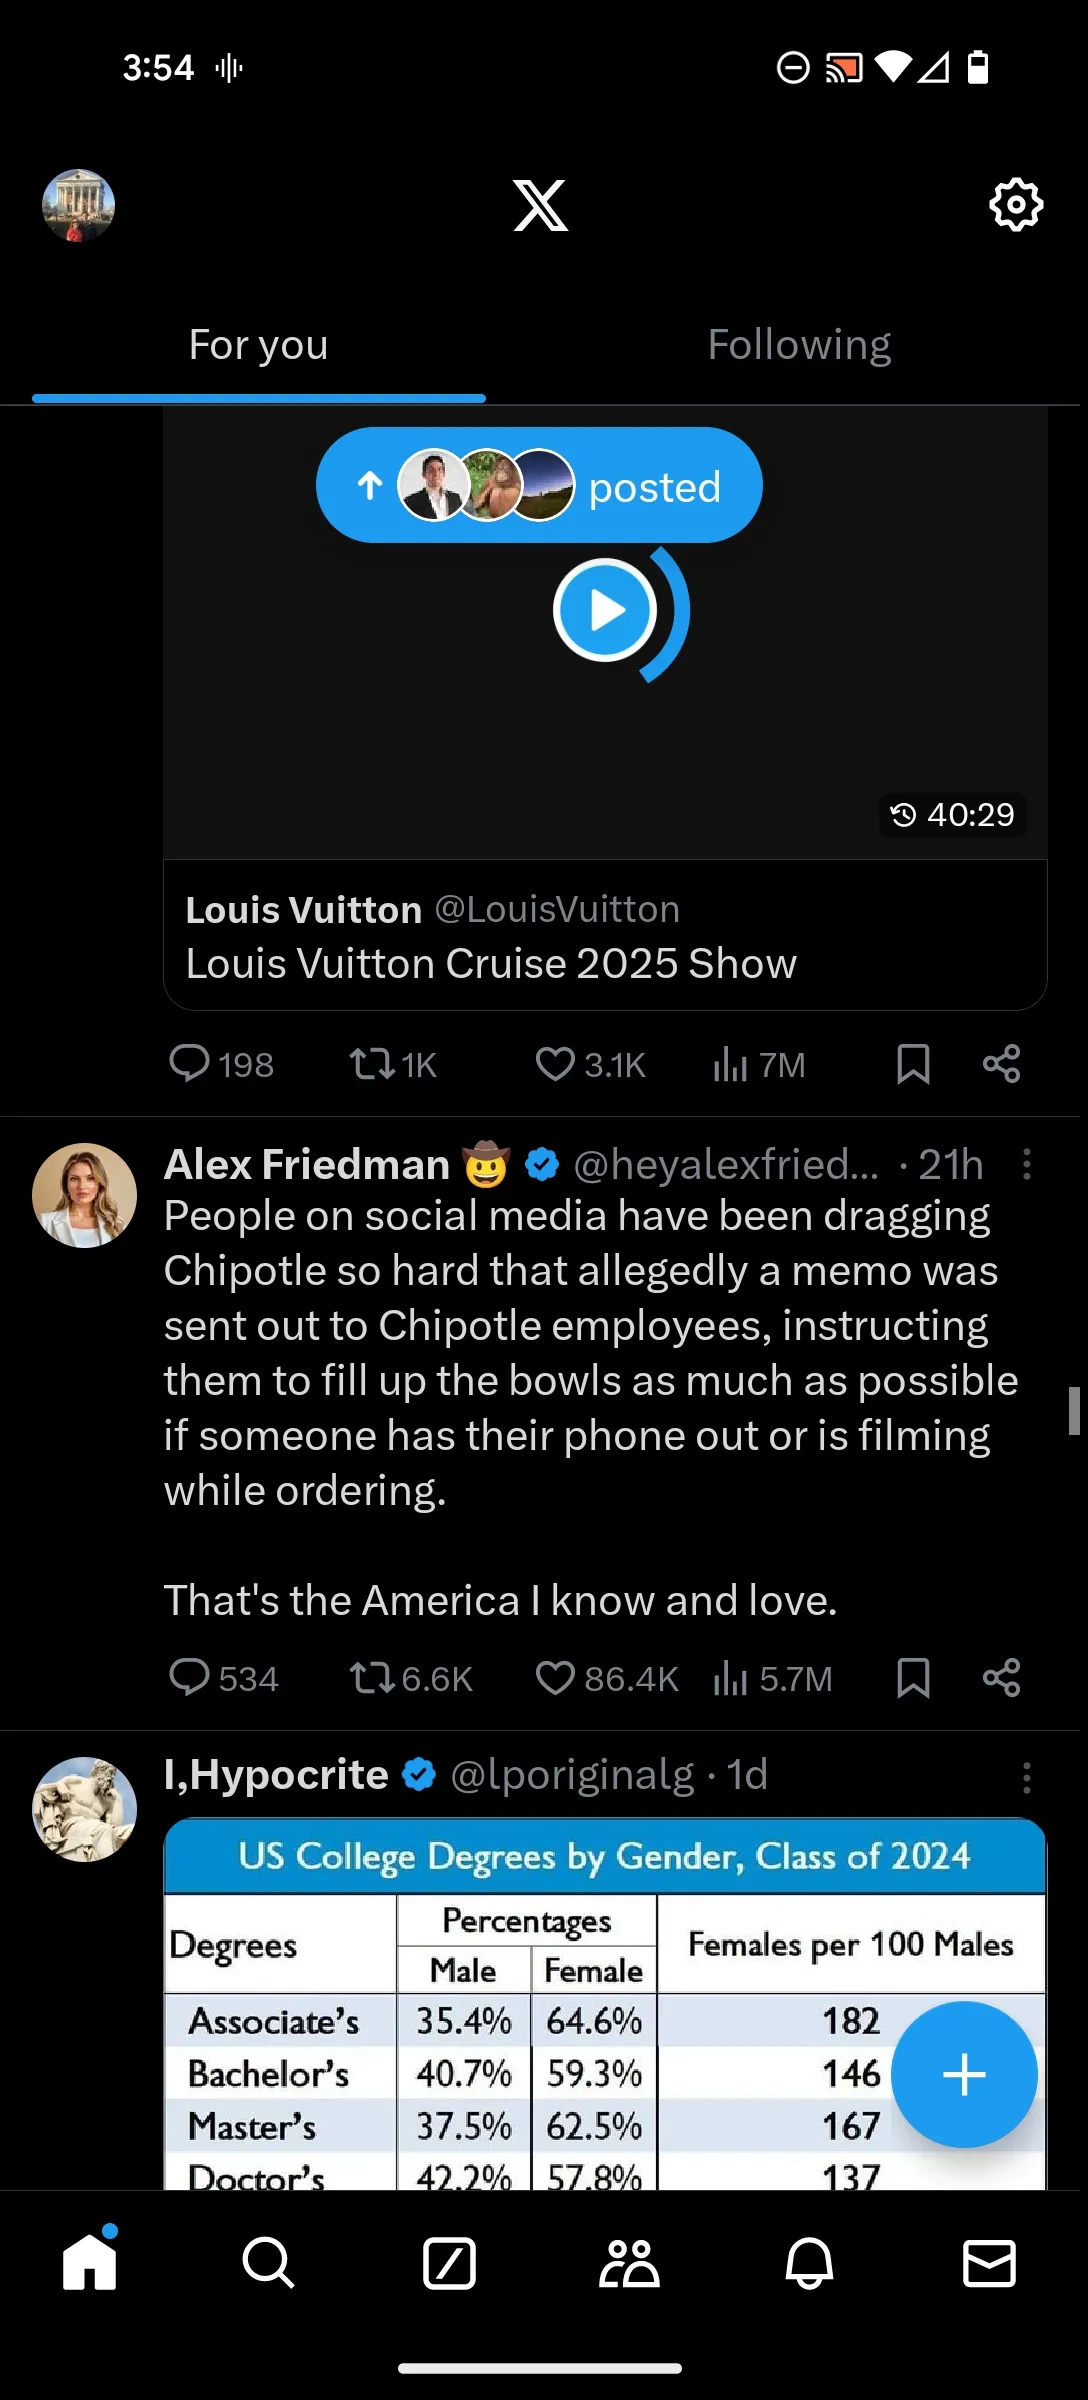 3:54
For you
Following
posted
40:29
Louis Vuitton @LouisVuitton
Louis Vuitton Cruise 2025 Show
198 1K 3.1K 7M
Alex Friedman 🤠 @heyalexfried... · 21h
People on social media have been dragging
Chipotle so hard that allegedly a memo was
sent out to Chipotle employees, instructing
them to fill up the bowls as much as possible
if someone has their phone out or is filming
while ordering.
That's the America I know and love.
534 6.6K 86.4K 5.7M
I,Hypocrite @lporiginalg · 1d
US College Degrees by Gender, Class of 2024
Degrees Percentages Females per 100 Males
Male Female
Associate's 35.4% 64.6% 182
Bachelor's 40.7% 59.3% 146
Master's 37.5% 62.5% 167
Doctor's 42.2% 57.8% 137